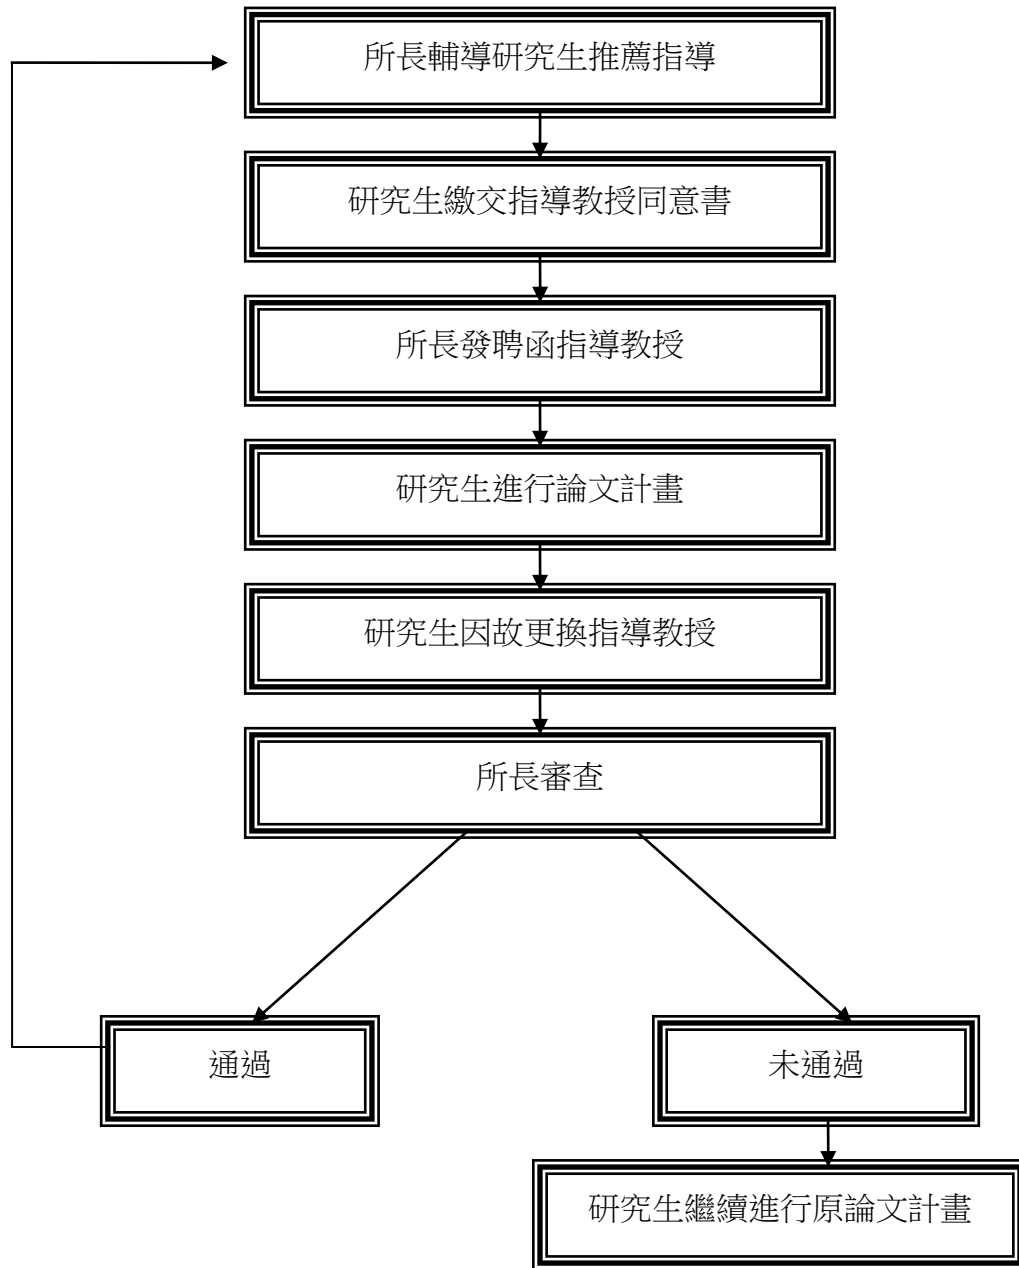 所長輔導研究生推薦指導
研究生繳交指導教授同意書
所長發聘函指導教授
研究生進行論文計畫
研究生因故更換指導教授
所長審查
通過
未通過
研究生繼續進行原論文計畫